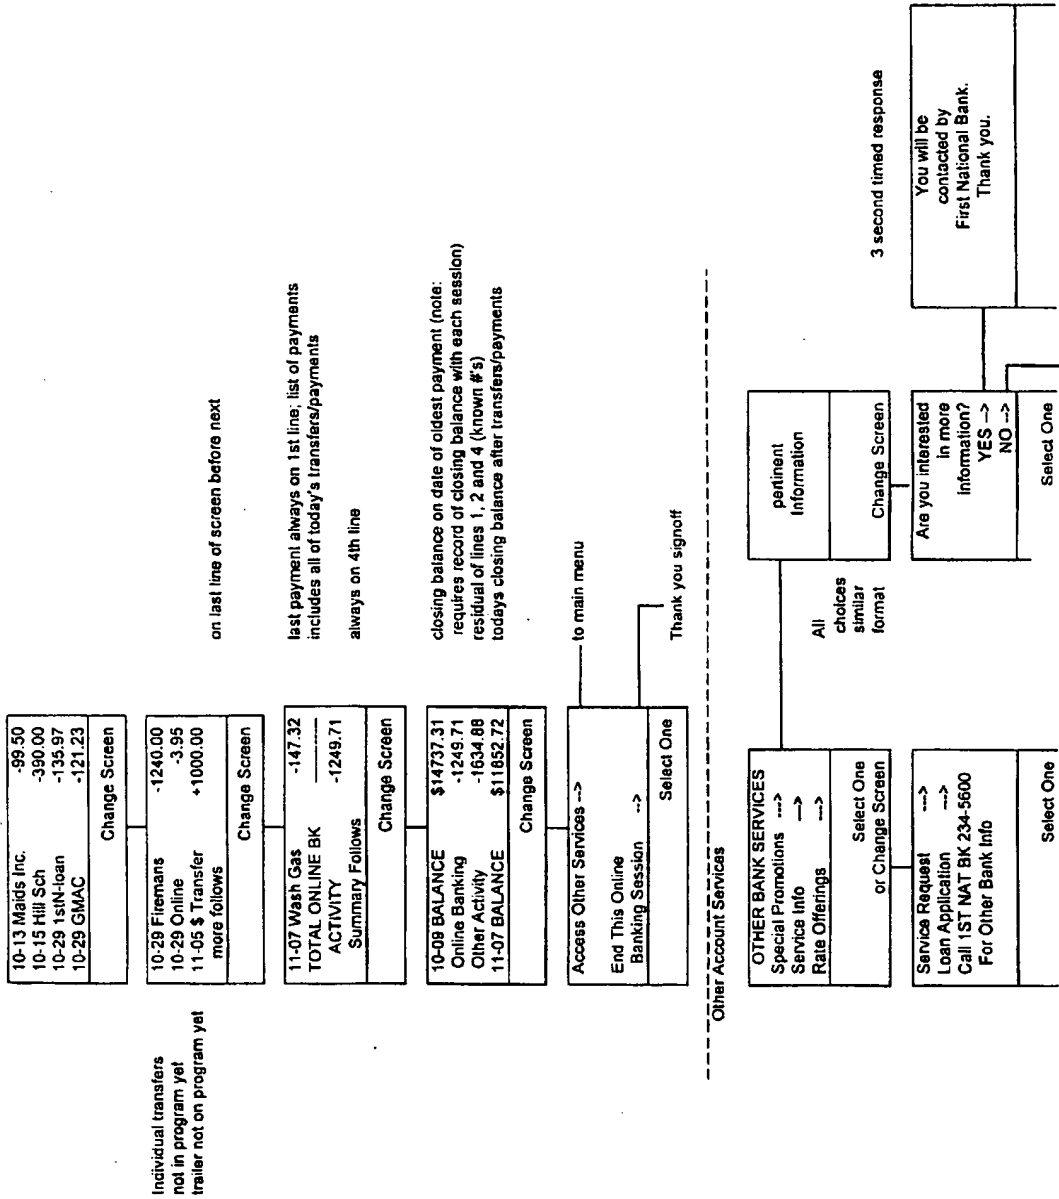 10-13 Maids Inc. -99.50
10-15 Hill Sch -390.00
10-29 1stN-loan -135.97
10-29 GMAC -121.23
Change Screen
Individual transfers
not in program yet
trailer not on program yet
10-29 Firemans -1240.00
10-29 Online -3.95
11-05 $ Transfer +1000.00
more follows
Change Screen
on last line of screen before next
11-07 Wash Gas -147.32
TOTAL ONLINE BK
ACTIVITY -1249.71
Summary Follows
Change Screen
last payment always on 1st line; list of payments
includes all of today's transfers/payments
always on 4th line
10-09 BALANCE $14737.31
Online Banking -1249.71
Other Activity -1634.88
11-07 BALANCE $11852.72
Change Screen
closing balance on date of oldest payment (note:
requires record of closing balance with each session)
residual of lines 1, 2 and 4 (known #'s)
todays closing balance after transfers/payments
Access Other Services -->
End This Online
Banking Session -->
Select One
to main menu
Thank you signoff
Other Account Services
OTHER BANK SERVICES
Special Promotions --->
Service Info -->
Rate Offerings --->
Select One
or Change Screen
All
choices
similar
format
pertinent
Information
Change Screen
Service Request --->
Loan Application --->
Call 1ST NAT BK 234-5600
For Other Bank Info
Select One
Are you interested
in more
information?
YES -->
NO -->
Select One
3 second timed response
You will be
contacted by
First National Bank.
Thank you.